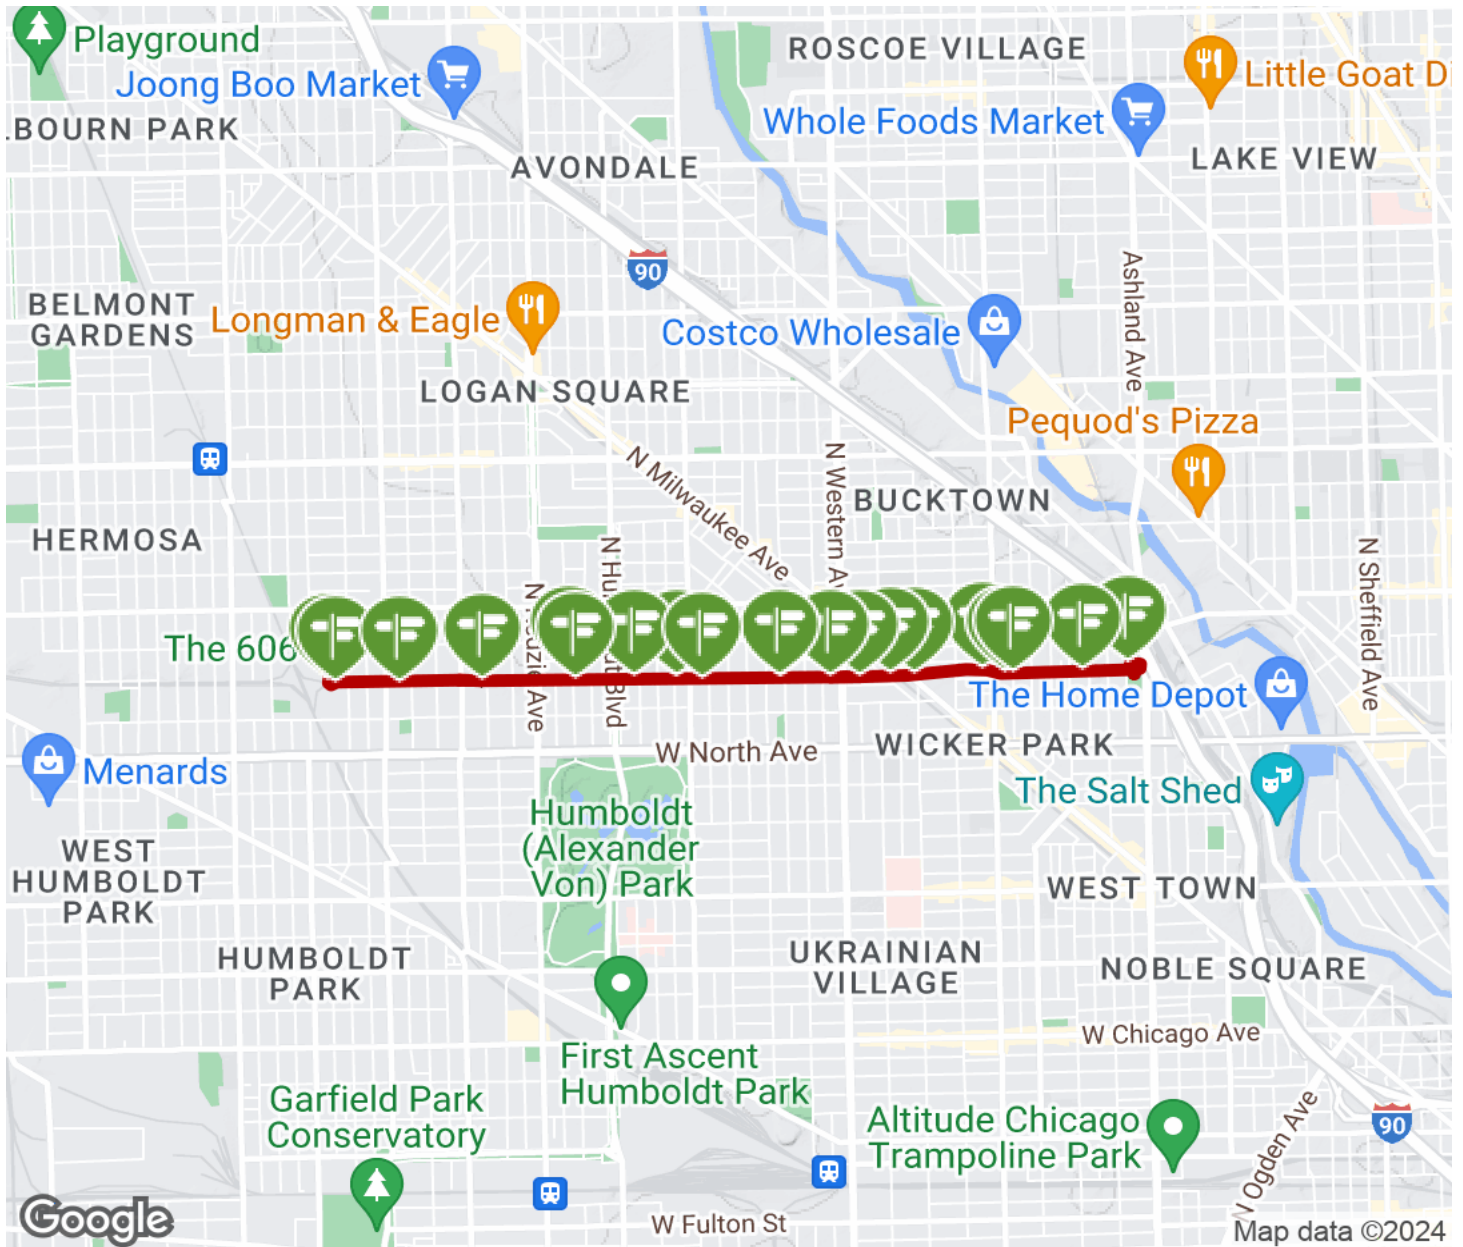 Playground
Joong Boo Market
ROSCOE VILLAGE
Little Goat Di
LBOURN PARK
Whole Foods Market
AVONDALE
LAKE VIEW
90
Ashland Ave
BELMONT
GARDENS
Longman & Eagle
Costco Wholesale
LOGAN SQUARE
Pequod's Pizza
N Milwaukee Ave
N Western Av
BUCKTOWN
HERMOSA
N Sheffield Ave
The 606
The Home Depot
W North Ave
WICKER PARK
Menards
The Salt Shed
Humboldt
(Alexander
Von) Park
WEST
HUMBOLDT
PARK
WEST TOWN
HUMBOLDT
PARK
UKRAINIAN
VILLAGE
NOBLE SQUARE
W Chicago Ave
First Ascent
Humboldt Park
Garfield Park
Conservatory
Altitude Chicago
Trampoline Park
90
N Ogden Ave
Google
W Fulton St
Map data ©2024